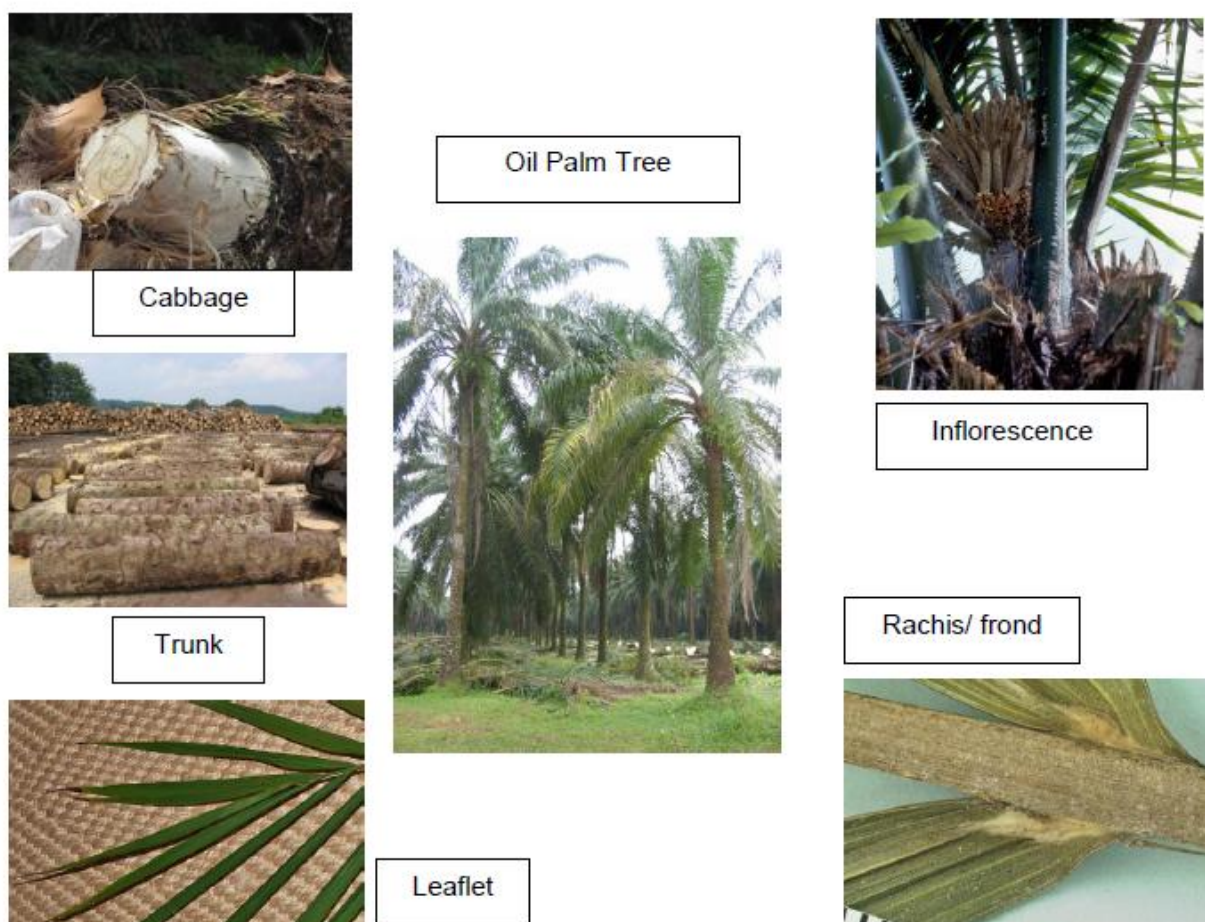 Oil Palm Tree
Cabbage
Inflorescence
Trunk
Rachis/ frond
Leaflet